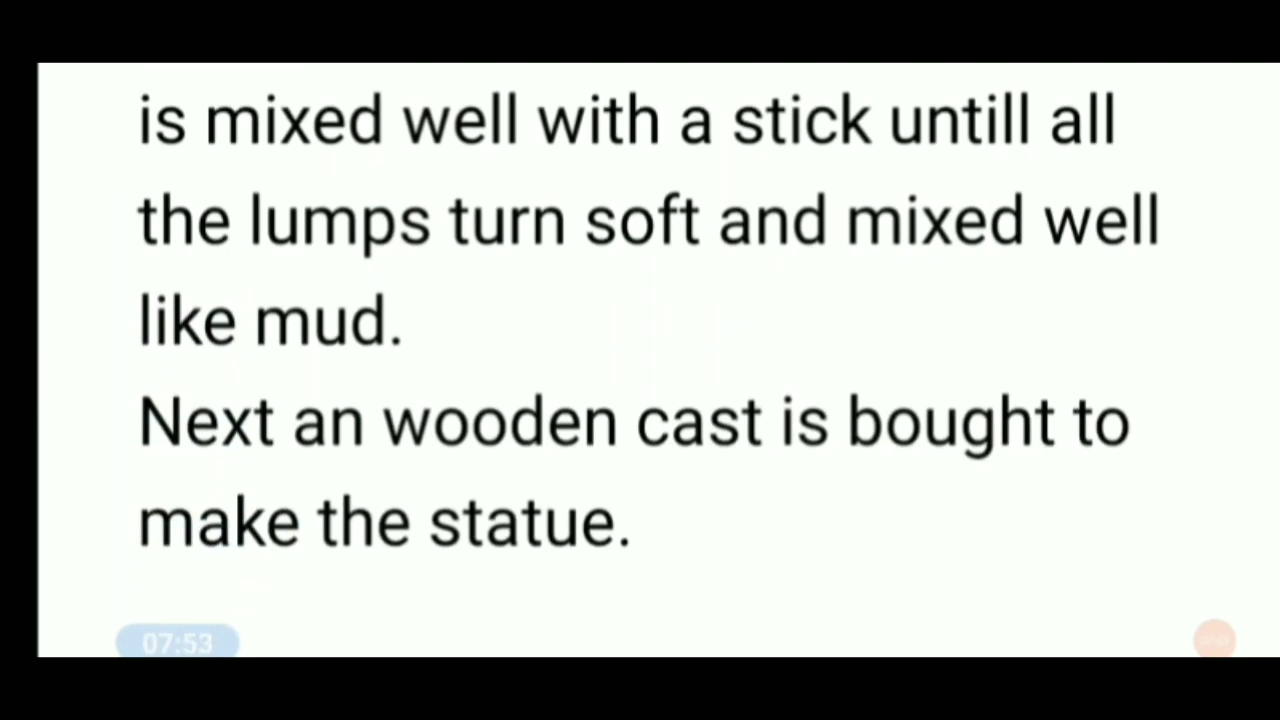 is mixed well with a stick untill all
the lumps turn soft and mixed well
like mud.
Next an wooden cast is bought to
make the statue.
07:53